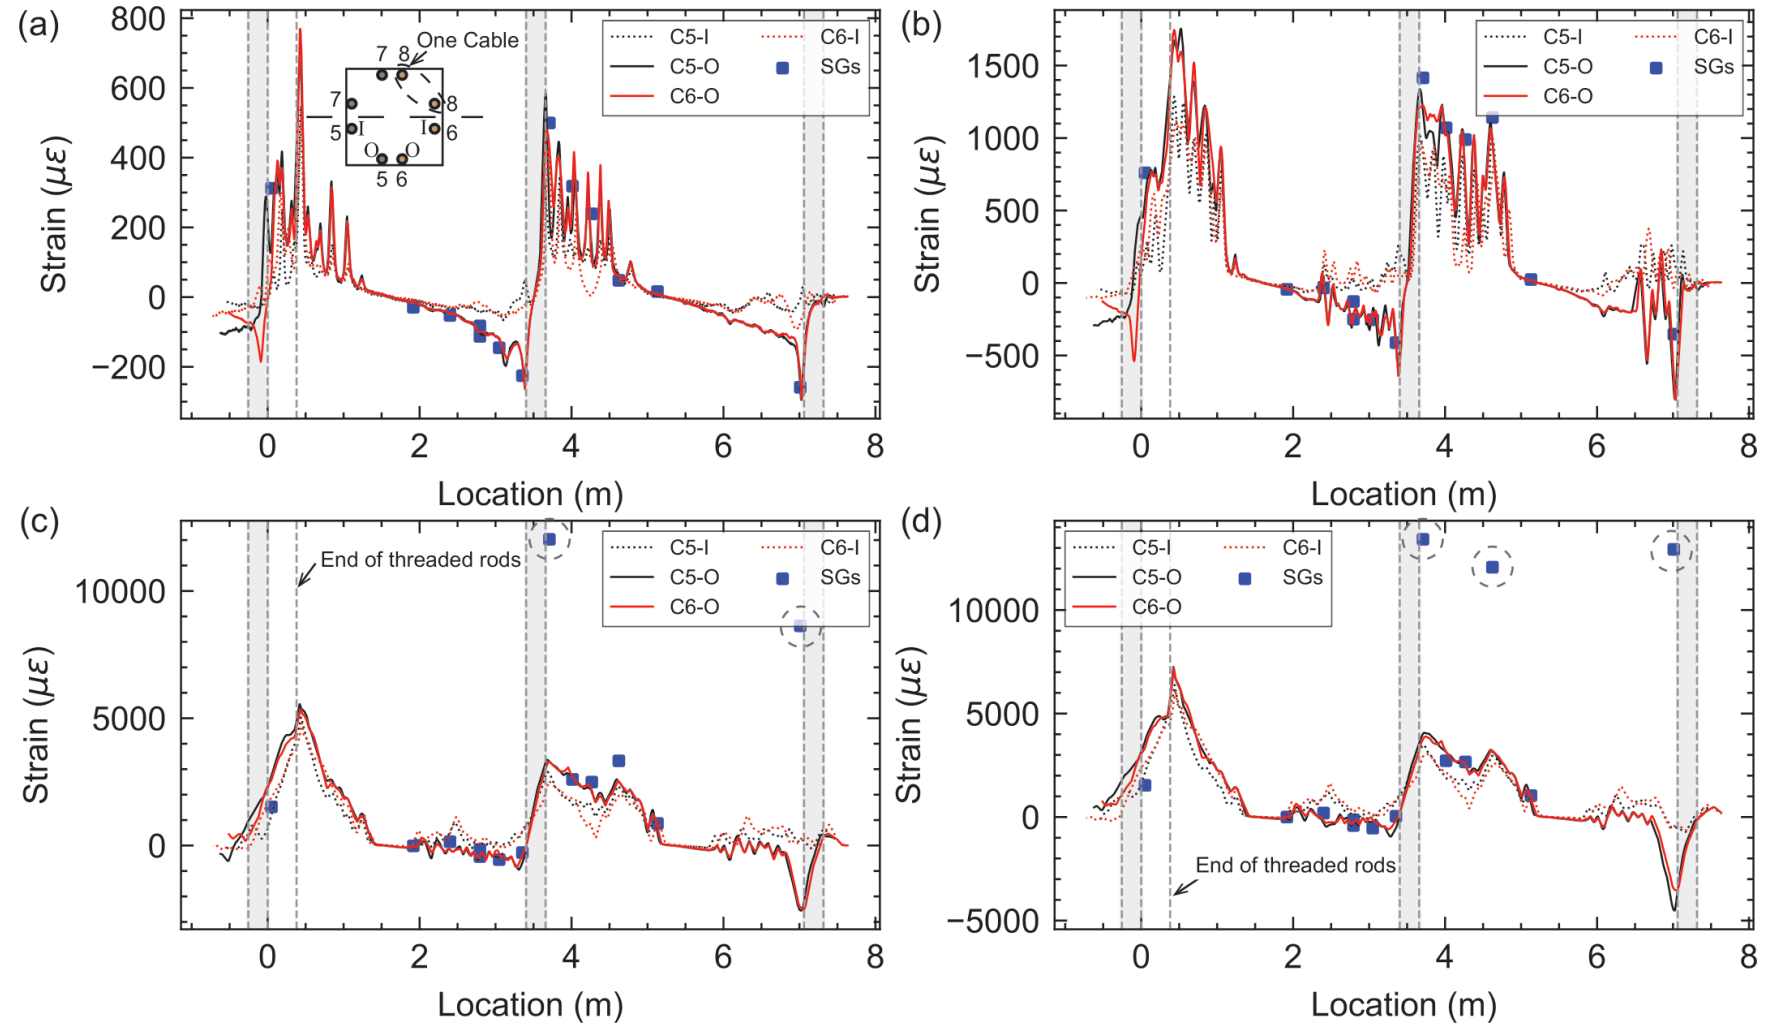 (a)
800
600
400
200
0
−200
Strain (με)
0 2 4 6 8
Location (m)
One Cable
7 8
7 8
5 I I 6
O O
5 6
C5-I C6-I
C5-O SGs
C6-O
(b)
1500
1000
500
0
−500
Strain (με)
0 2 4 6 8
Location (m)
C5-I C6-I
C5-O SGs
C6-O
(c)
10000
5000
0
Strain (με)
0 2 4 6 8
Location (m)
End of threaded rods
C5-I C6-I
C5-O SGs
C6-O
(d)
10000
5000
0
−5000
Strain (με)
0 2 4 6 8
Location (m)
C5-I C6-I
C5-O SGs
C6-O
End of threaded rods